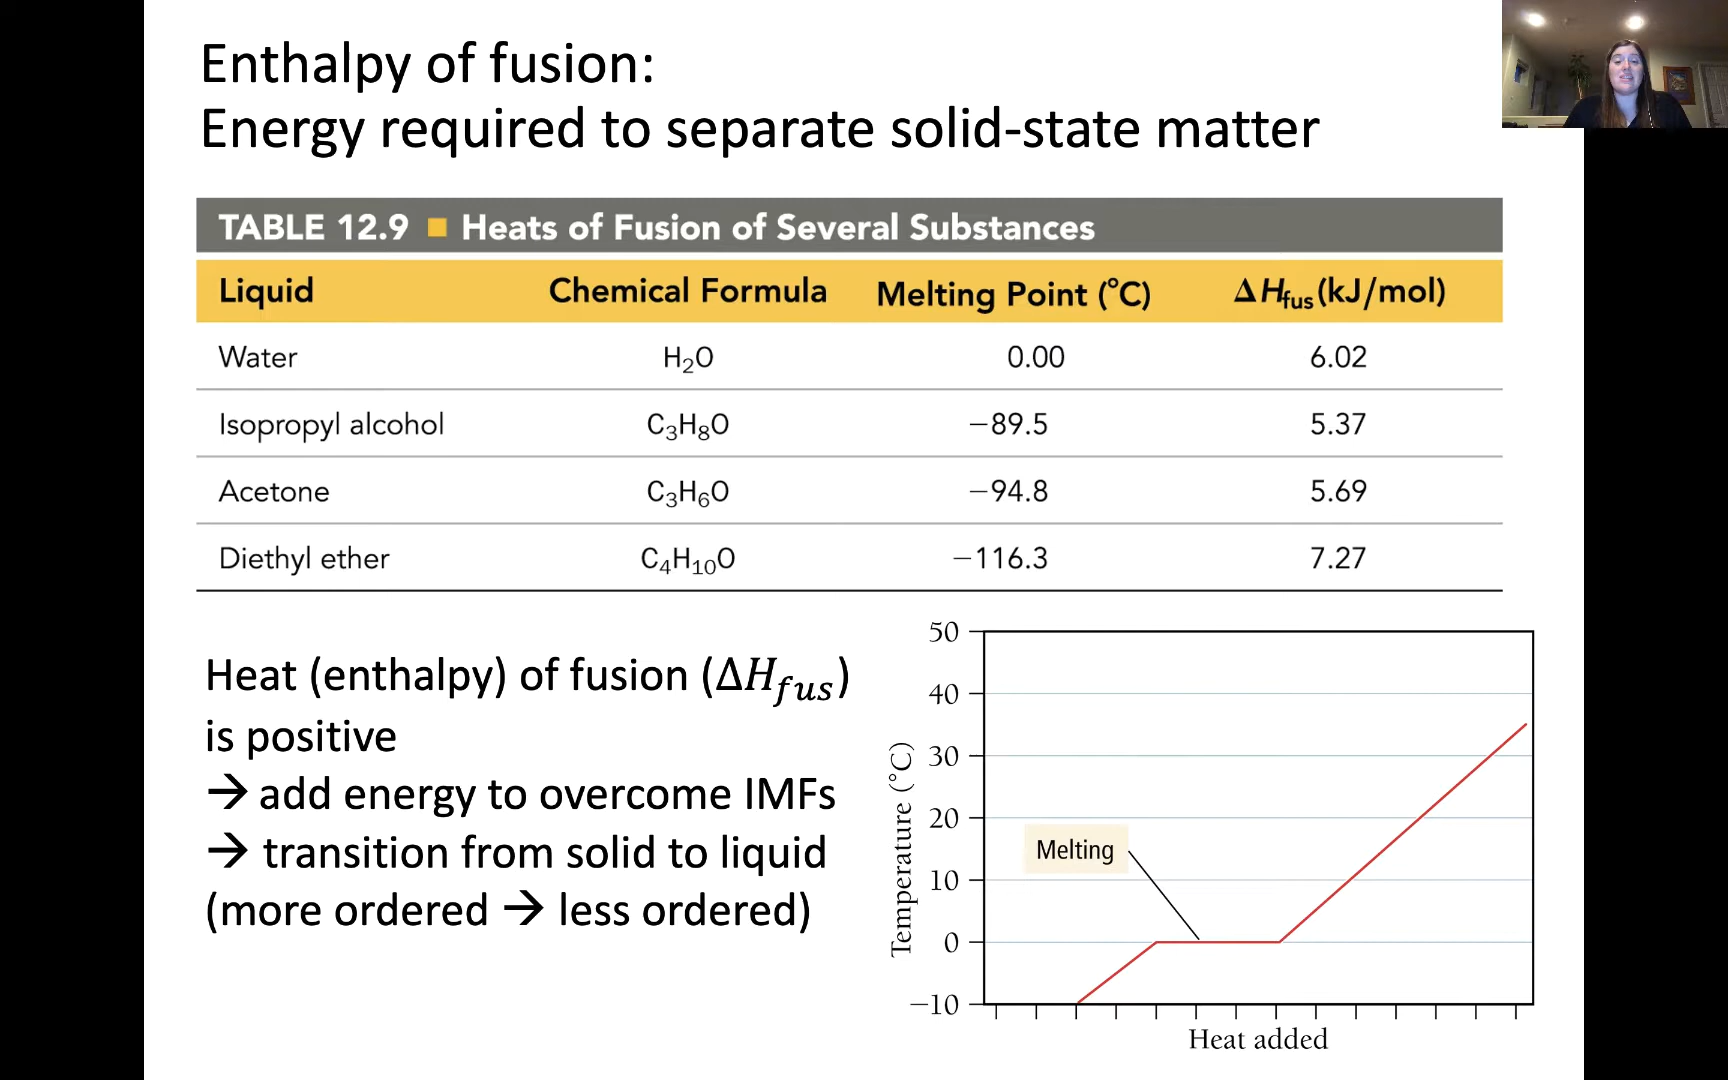 Enthalpy of fusion:
Energy required to separate solid-state matter
TABLE 12.9 ■ Heats of Fusion of Several Substances
Liquid Chemical Formula Melting Point (°C) ΔHfus (kJ/mol)
Water H₂O 0.00 6.02
Isopropyl alcohol C₃H₈O −89.5 5.37
Acetone C₃H₆O −94.8 5.69
Diethyl ether C₄H₁₀O −116.3 7.27
Heat (enthalpy) of fusion (ΔHfus)
is positive
→ add energy to overcome IMFs
→ transition from solid to liquid
(more ordered → less ordered)
50
40
30
20
10
0
−10
Temperature (°C)
Melting
Heat added